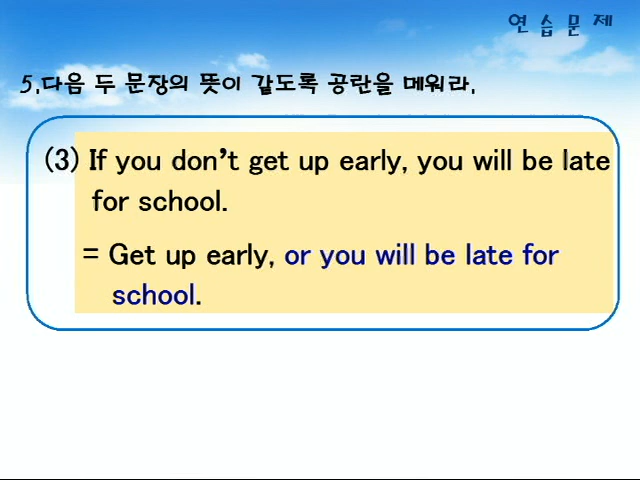 연 습 문 제
5.다음 두 문장의 뜻이 같도록 공란을 메워라.
(3) If you don’t get up early, you will be late
for school.
= Get up early, or you will be late for
school.